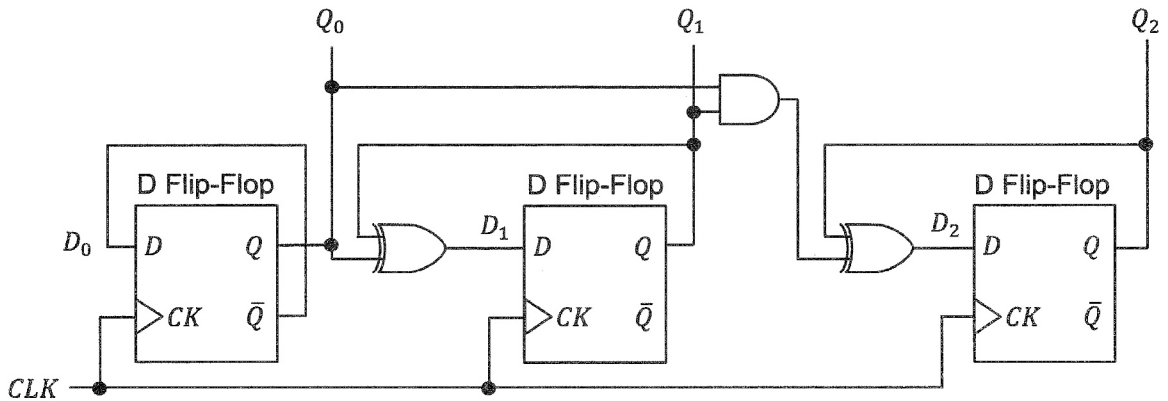 Q₀ Q₁ Q₂
D Flip-Flop D Flip-Flop D Flip-Flop
D₀ D Q D₁ D Q D₂ D Q
CK Q̅ CK Q̅ CK Q̅
CLK